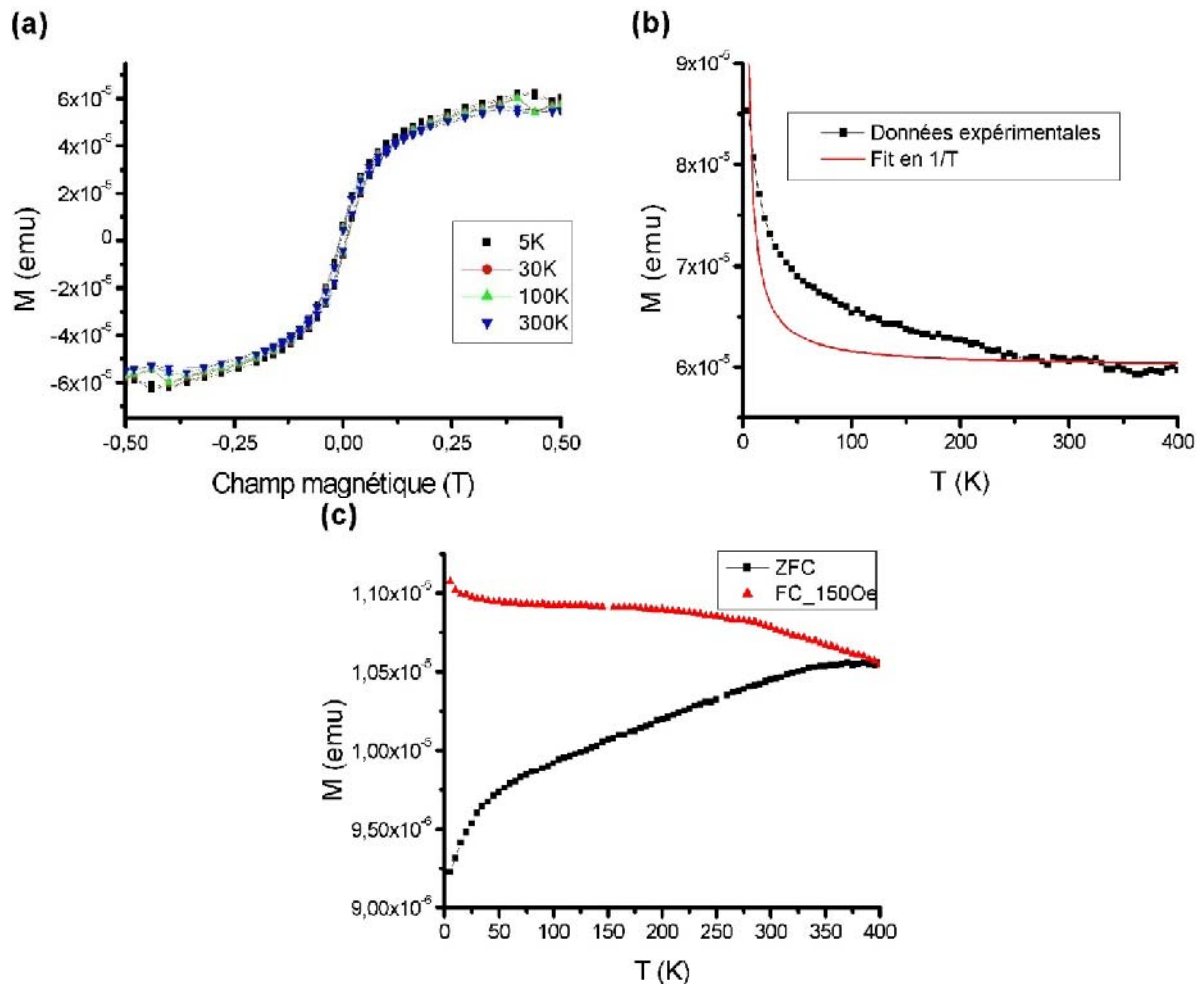 (a)
6x10⁻⁵
4x10⁻⁵
2x10⁻⁵
0
-2x10⁻⁵
-4x10⁻⁵
-6x10⁻⁵
M (emu)
5K
30K
100K
300K
-0,50 -0,25 0,00 0,25 0,50
Champ magnétique (T)
(b)
9x10⁻⁵
8x10⁻⁵
7x10⁻⁵
6x10⁻⁵
M (emu)
Données expérimentales
Fit en 1/T
0 100 200 300 400
T (K)
(c)
1,10x10⁻⁵
1,05x10⁻⁵
1,00x10⁻⁵
9,50x10⁻⁶
9,00x10⁻⁶
M (emu)
ZFC
FC_150Oe
0 50 100 150 200 250 300 350 400
T (K)